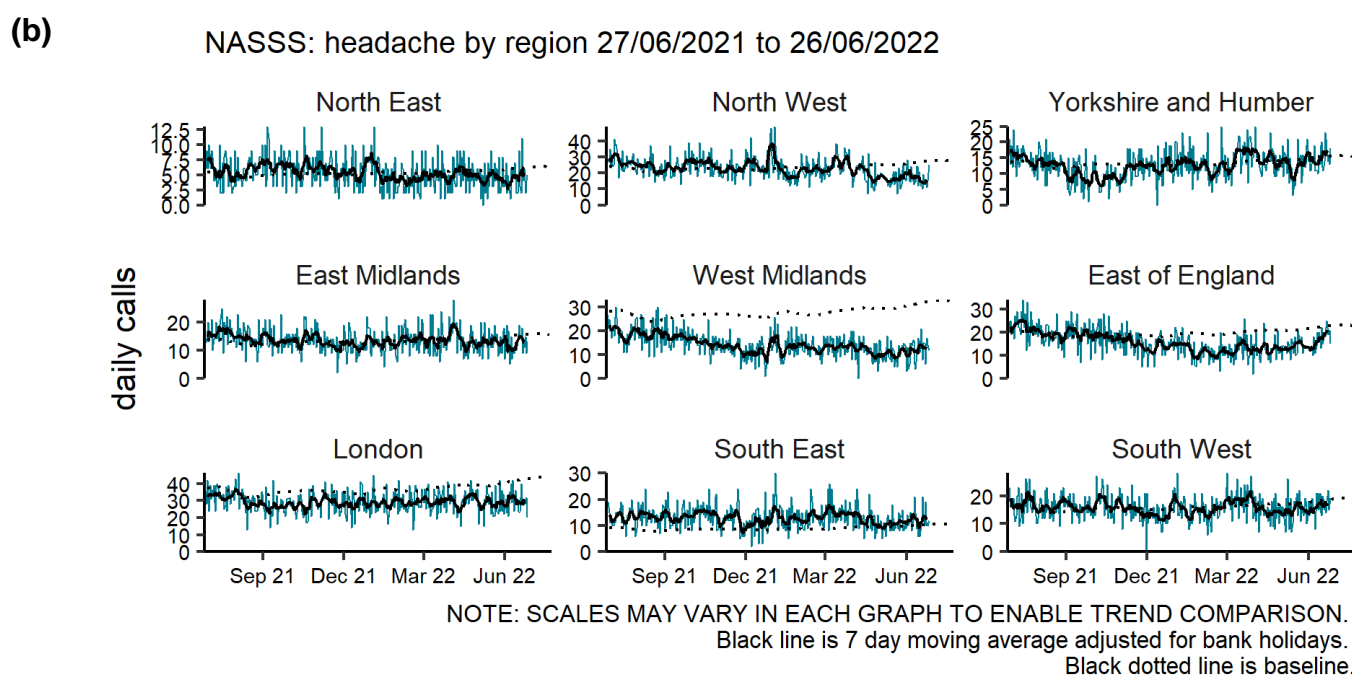 (b)
NASSS: headache by region 27/06/2021 to 26/06/2022
North East
North West
Yorkshire and Humber
12.5
10.0
7.5
5.0
2.5
0.0
40
30
20
10
0
25
20
15
10
5
0
daily calls
East Midlands
West Midlands
East of England
20
10
0
30
20
10
0
30
20
10
0
London
South East
South West
40
30
20
10
0
30
20
10
0
20
10
0
Sep 21 Dec 21 Mar 22 Jun 22
Sep 21 Dec 21 Mar 22 Jun 22
Sep 21 Dec 21 Mar 22 Jun 22
NOTE: SCALES MAY VARY IN EACH GRAPH TO ENABLE TREND COMPARISON.
Black line is 7 day moving average adjusted for bank holidays.
Black dotted line is baseline.